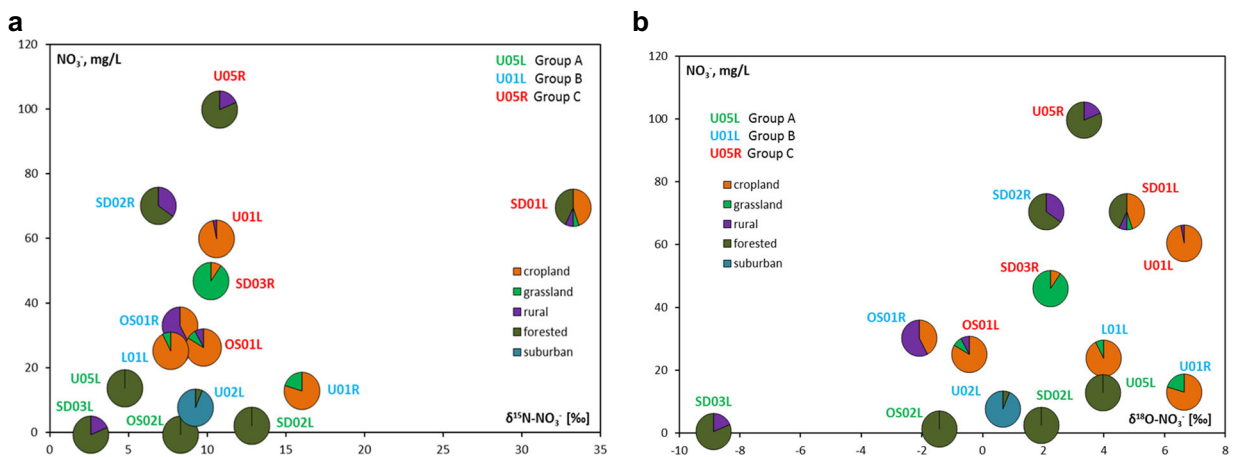 a
NO₃⁻, mg/L
120
100
80
60
40
20
0
U05L Group A
U01L Group B
U05R Group C
U05R
SD02R
U01L
SD01L
SD03R
OS01R
OS01L
L01L
U05L
U02L
U01R
SD03L
OS02L
SD02L
cropland
grassland
rural
forested
suburban
δ¹⁵N-NO₃⁻ [‰]
0 5 10 15 20 25 30 35
b
NO₃⁻, mg/L
120
100
80
60
40
20
0
U05L Group A
U01L Group B
U05R Group C
cropland
grassland
rural
forested
suburban
U05R
SD02R
SD01L
U01L
SD03R
OS01R
OS01L
L01L
U01R
U05L
U02L
SD02L
OS02L
SD03L
δ¹⁸O-NO₃⁻ [‰]
-10 -8 -6 -4 -2 0 2 4 6 8